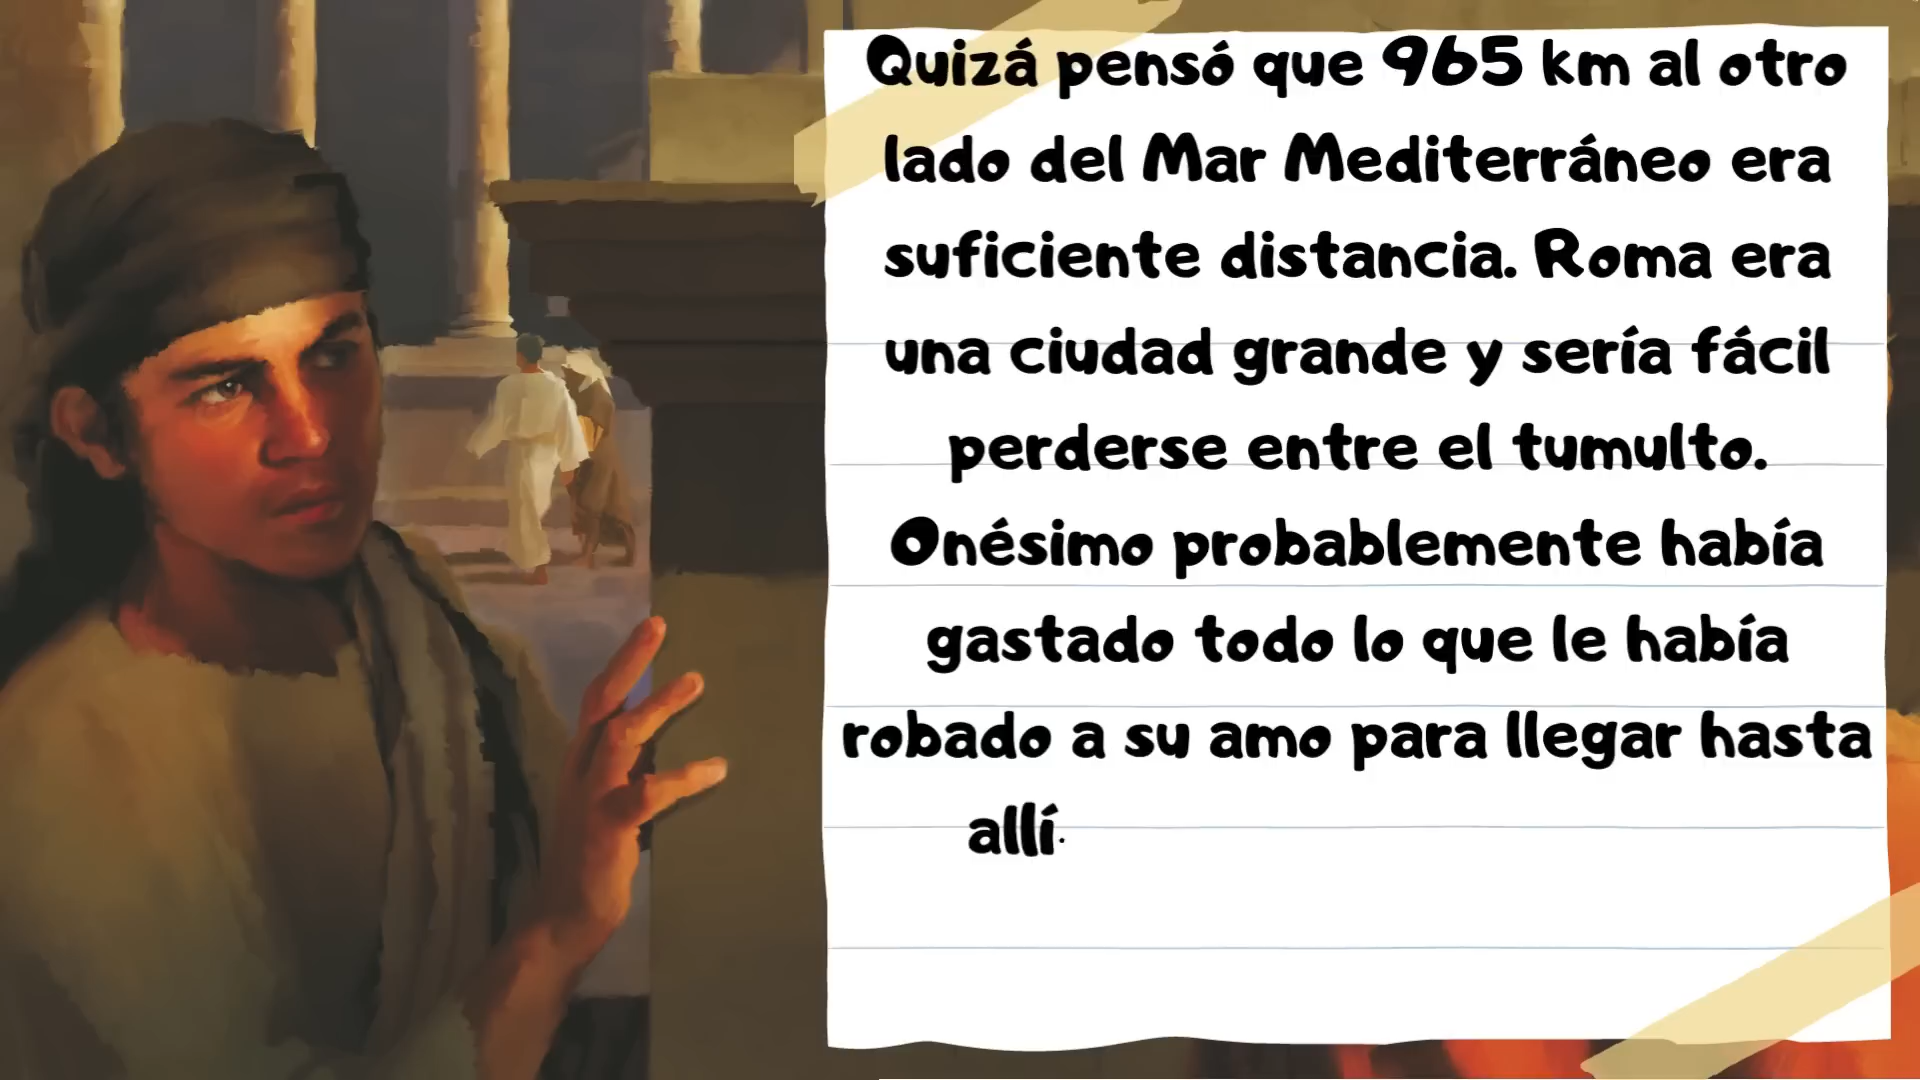 Quizá pensó que 965 km al otro
lado del Mar Mediterráneo era
suficiente distancia. Roma era
una ciudad grande y sería fácil
perderse entre el tumulto.
Onésimo probablemente había
gastado todo lo que le había
robado a su amo para llegar hasta
allí.